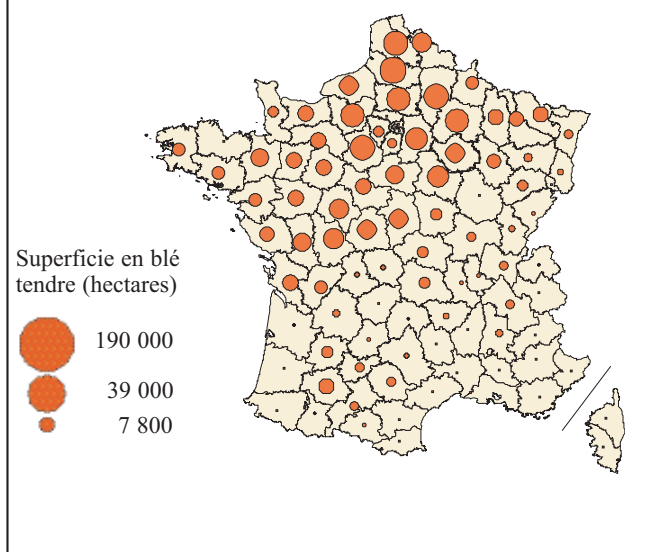 Superficie en blé
tendre (hectares)
190 000
39 000
7 800